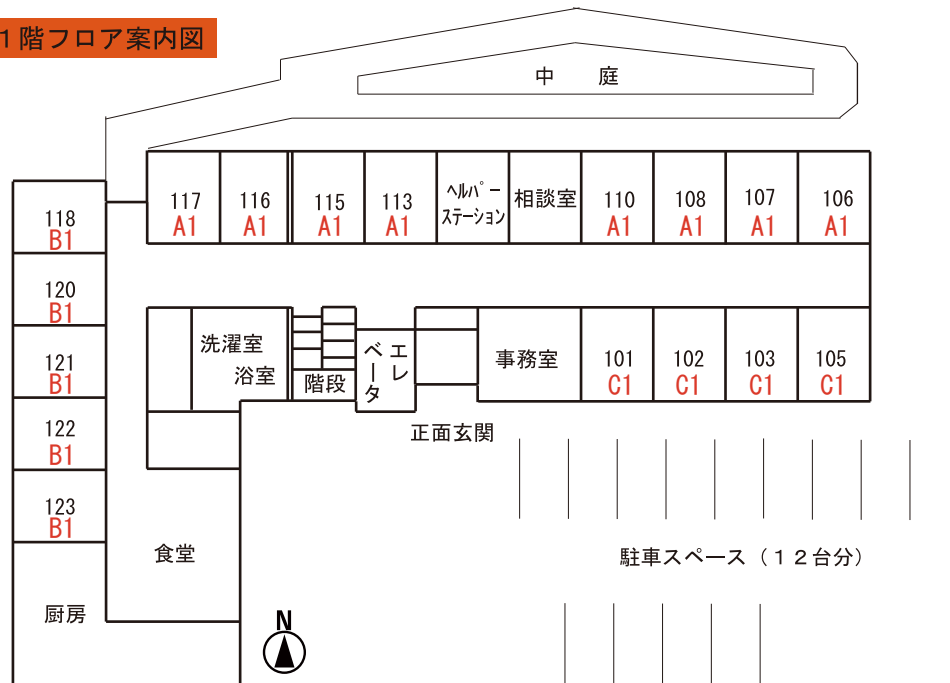 1階フロア案内図
中　庭
117
A1
116
A1
115
A1
113
A1
ﾍﾙﾊﾟｰ
ｽﾃｰｼｮﾝ
相談室
110
A1
108
A1
107
A1
106
A1
118
B1
120
B1
121
B1
122
B1
123
B1
洗濯室
浴室
階段
エレ
ベータ
事務室
101
C1
102
C1
103
C1
105
C1
正面玄関
食堂
駐車スペース（１２台分）
厨房
N